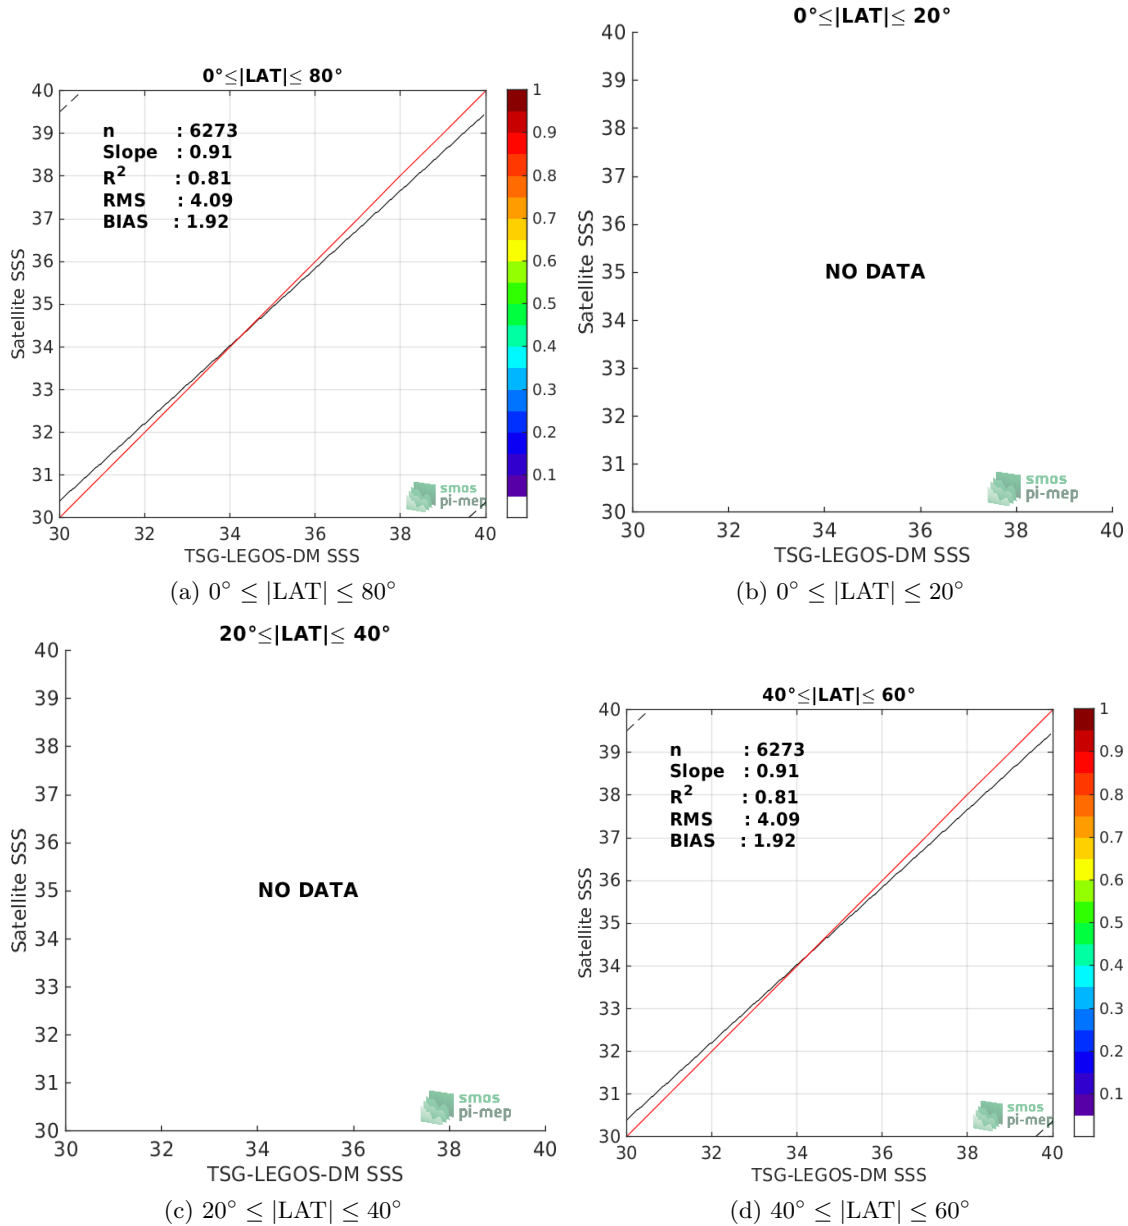 0°≤|LAT|≤ 80°
n : 6273
Slope : 0.91
R² : 0.81
RMS : 4.09
BIAS : 1.92
40
39
38
37
36
35
34
33
32
31
30
30 32 34 36 38 40
Satellite SSS
TSG-LEGOS-DM SSS
1
0.9
0.8
0.7
0.6
0.5
0.4
0.3
0.2
0.1
smos
pi-mep
(a) 0° ≤ |LAT| ≤ 80°
0°≤|LAT|≤ 20°
40
39
38
37
36
35
34
33
32
31
30
30 32 34 36 38 40
Satellite SSS
NO DATA
TSG-LEGOS-DM SSS
smos
pi-mep
(b) 0° ≤ |LAT| ≤ 20°
20°≤|LAT|≤ 40°
40
39
38
37
36
35
34
33
32
31
30
30 32 34 36 38 40
Satellite SSS
NO DATA
TSG-LEGOS-DM SSS
smos
pi-mep
(c) 20° ≤ |LAT| ≤ 40°
40°≤|LAT|≤ 60°
n : 6273
Slope : 0.91
R² : 0.81
RMS : 4.09
BIAS : 1.92
40
39
38
37
36
35
34
33
32
31
30
30 32 34 36 38 40
Satellite SSS
TSG-LEGOS-DM SSS
1
0.9
0.8
0.7
0.6
0.5
0.4
0.3
0.2
0.1
smos
pi-mep
(d) 40° ≤ |LAT| ≤ 60°